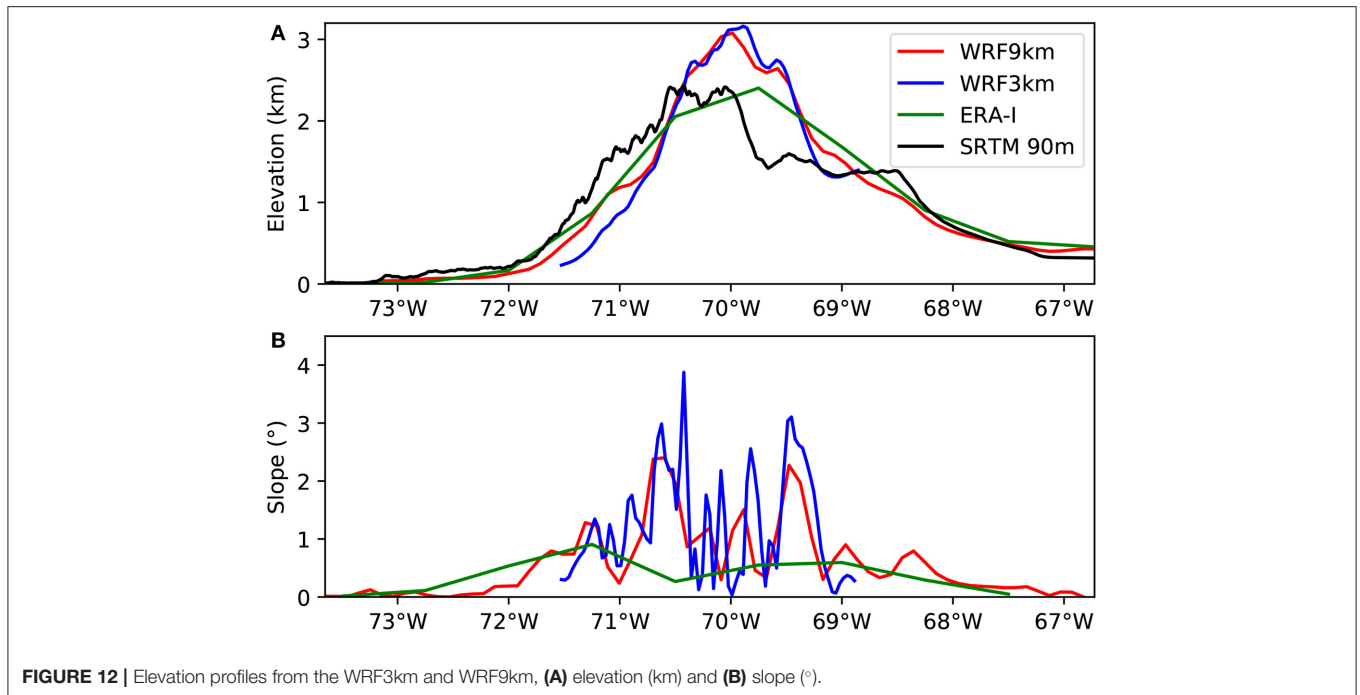 A
3
2
1
0
Elevation (km)
WRF9km
WRF3km
ERA-I
SRTM 90m
73°W 72°W 71°W 70°W 69°W 68°W 67°W
B
4
3
2
1
0
Slope (°)
73°W 72°W 71°W 70°W 69°W 68°W 67°W
FIGURE 12 | Elevation profiles from the WRF3km and WRF9km, (A) elevation (km) and (B) slope (°).